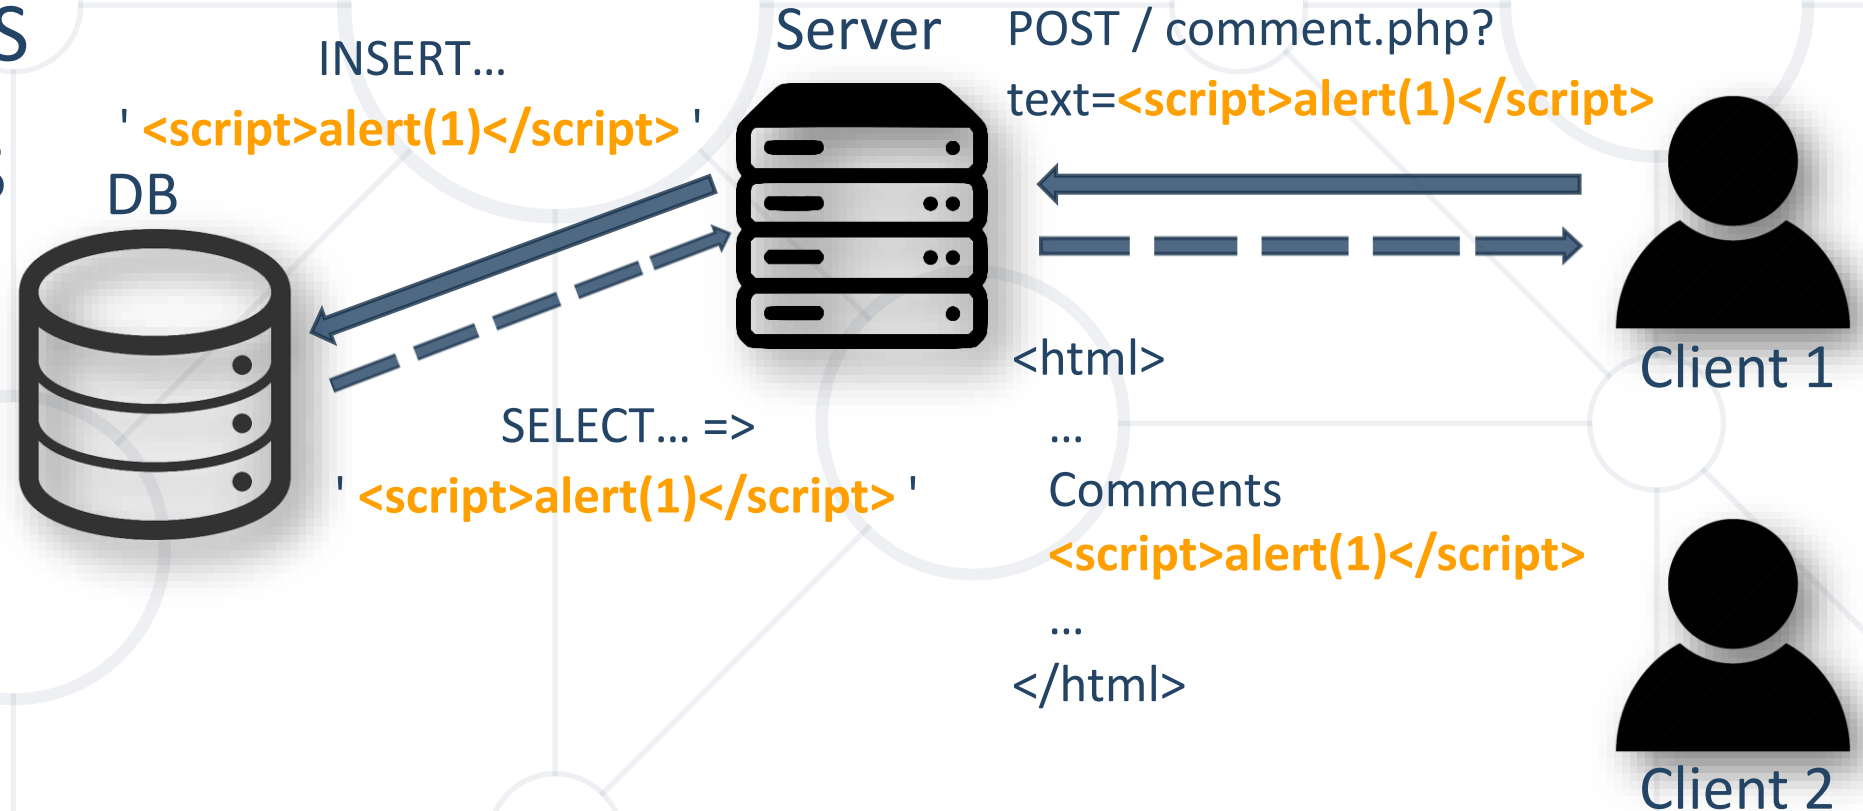 S
INSERT…
' <script>alert(1)</script> '
DB
Server
POST / comment.php?
text=<script>alert(1)</script>
Client 1
SELECT… =>
' <script>alert(1)</script> '
<html>
…
Comments
<script>alert(1)</script>
…
</html>
Client 2